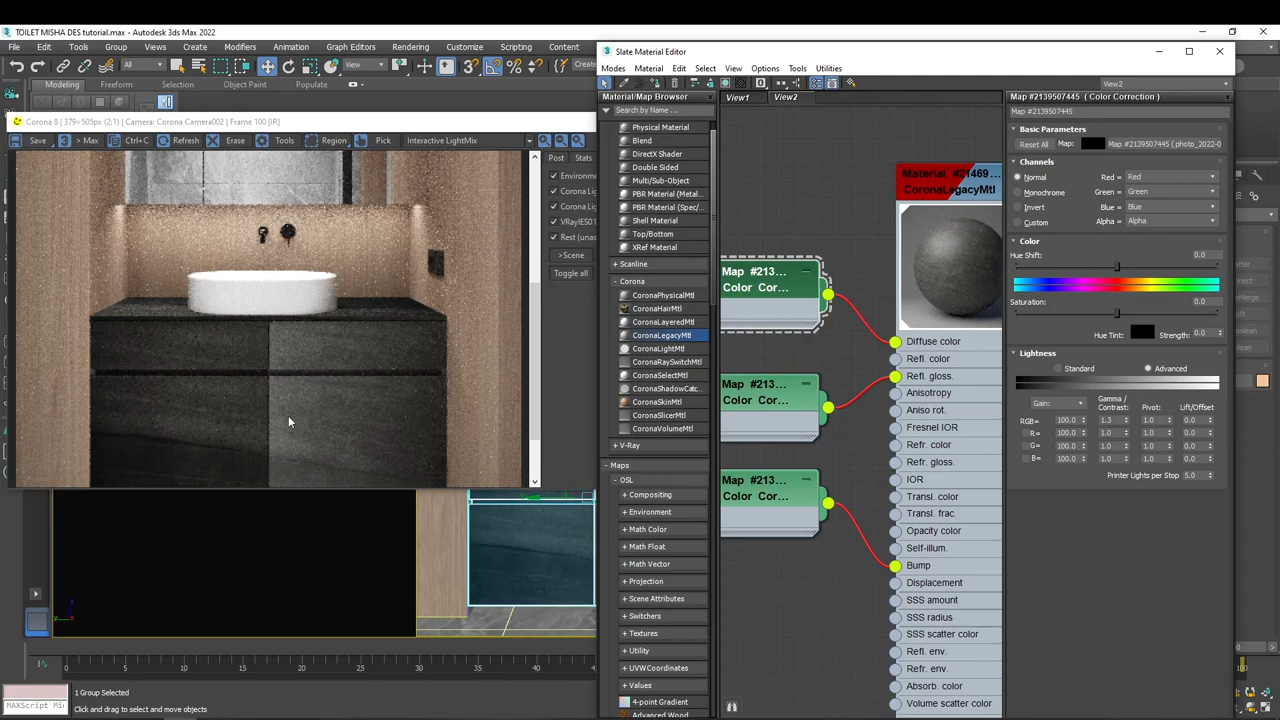 TOILET MISHA DES tutorial.max - Autodesk 3ds Max 2022
File Edit Tools Group Views Create Modifiers Animation Graph Editors Rendering Customize Scripting Content
All View Create
Modeling Freeform Selection Object Paint Populate
Corona 8 | 379×505px (2:1) | Camera: Corona Camera002 | Frame 100 [IR]
Save > Max Ctrl+C Refresh Erase Tools Region Pick Interactive LightMix
Post Stats
Environme
Corona Lig
Corona Lig
VRayIES01
Rest (unas
>Scene
Toggle all
Slate Material Editor
Modes Material Edit Select View Options Tools Utilities
View2
Material/Map Browser
Search by Name ...
Physical Material
Blend
DirectX Shader
Double Sided
Multi/Sub-Object
PBR Material (Metal...
PBR Material (Spec/...
Shell Material
Top/Bottom
XRef Material
+ Scanline
- Corona
CoronaPhysicalMtl
CoronaHairMtl
CoronaLayeredMtl
CoronaLegacyMtl
CoronaLightMtl
CoronaRaySwitchMtl
CoronaSelectMtl
CoronaShadowCatc...
CoronaSkinMtl
CoronaSlicerMtl
CoronaVolumeMtl
+ V-Ray
- Maps
- OSL
+ Compositing
+ Environment
+ Math Color
+ Math Float
+ Math Vector
+ Projection
+ Scene Attributes
+ Switchers
+ Textures
+ Utility
+ UVWCoordinates
+ Values
4-point Gradient
Advanced Wood
View1 View2
Map #213...
Color Cor...
Map #213...
Color Cor...
Map #213...
Color Cor...
Material #21469...
CoronaLegacyMtl
Diffuse color
Refl. color
Refl. gloss.
Anisotropy
Aniso rot.
Fresnel IOR
Refr. color
Refr. gloss.
IOR
Transl. color
Transl. frac.
Opacity color
Self-illum.
Bump
Displacement
SSS amount
SSS radius
SSS scatter color
Refl. env.
Refr. env.
Absorb. color
Volume scatter color
Map #2139507445 ( Color Correction )
Map #2139507445
Basic Parameters
Reset All Map: Map #2139507445 ( photo_2022-0
Channels
Normal Red = Red
Monochrome Green = Green
Invert Blue = Blue
Custom Alpha = Alpha
Color
Hue Shift: 0.0
Saturation: 0.0
Hue Tint: Strength: 0.0
Lightness
Standard Advanced
Gain: Gamma / Contrast: Pivot: Lift/Offset
RGB= 100.0 1.3 1.0 0.0
R= 100.0 1.0 1.0 0.0
G= 100.0 1.0 1.0 0.0
B= 100.0 1.0 1.0 0.0
Printer Lights per Stop 5.0
0 5 10 15 20 25 30 35 40
1 Group Selected
MAXScript Mi
Click and drag to select and move objects